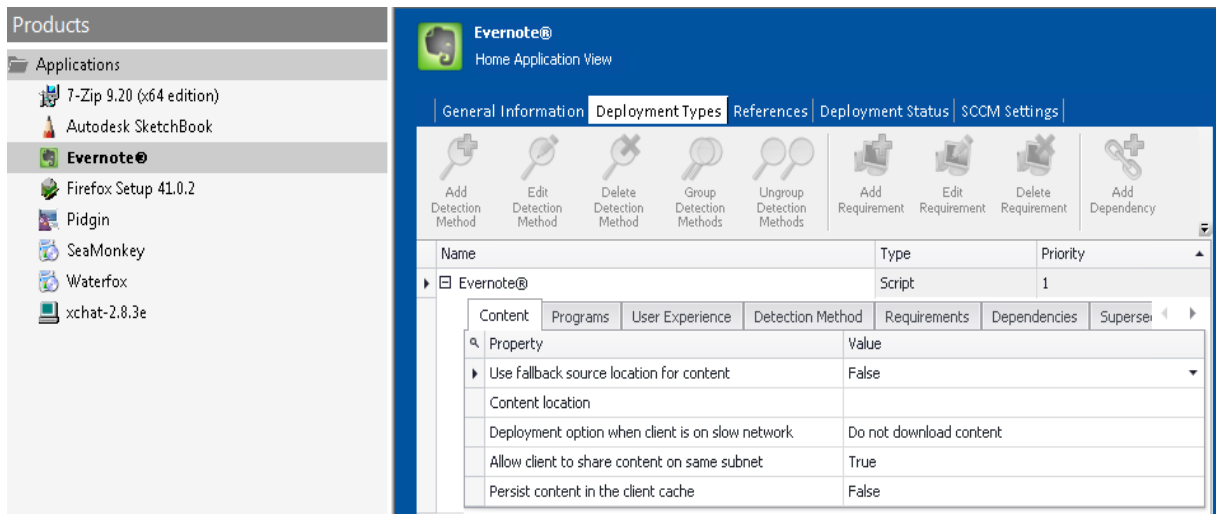 Products
Applications
7-Zip 9.20 (x64 edition)
Autodesk SketchBook
Evernote®
Firefox Setup 41.0.2
Pidgin
SeaMonkey
Waterfox
xchat-2.8.3e
Evernote®
Home Application View
General Information Deployment Types References Deployment Status SCCM Settings
Add Detection Method
Edit Detection Method
Delete Detection Method
Group Detection Methods
Ungroup Detection Methods
Add Requirement
Edit Requirement
Delete Requirement
Add Dependency
Name Type Priority
Evernote® Script 1
Content Programs User Experience Detection Method Requirements Dependencies
Property Value
Use fallback source location for content False
Content location
Deployment option when client is on slow network Do not download content
Allow client to share content on same subnet True
Persist content in the client cache False